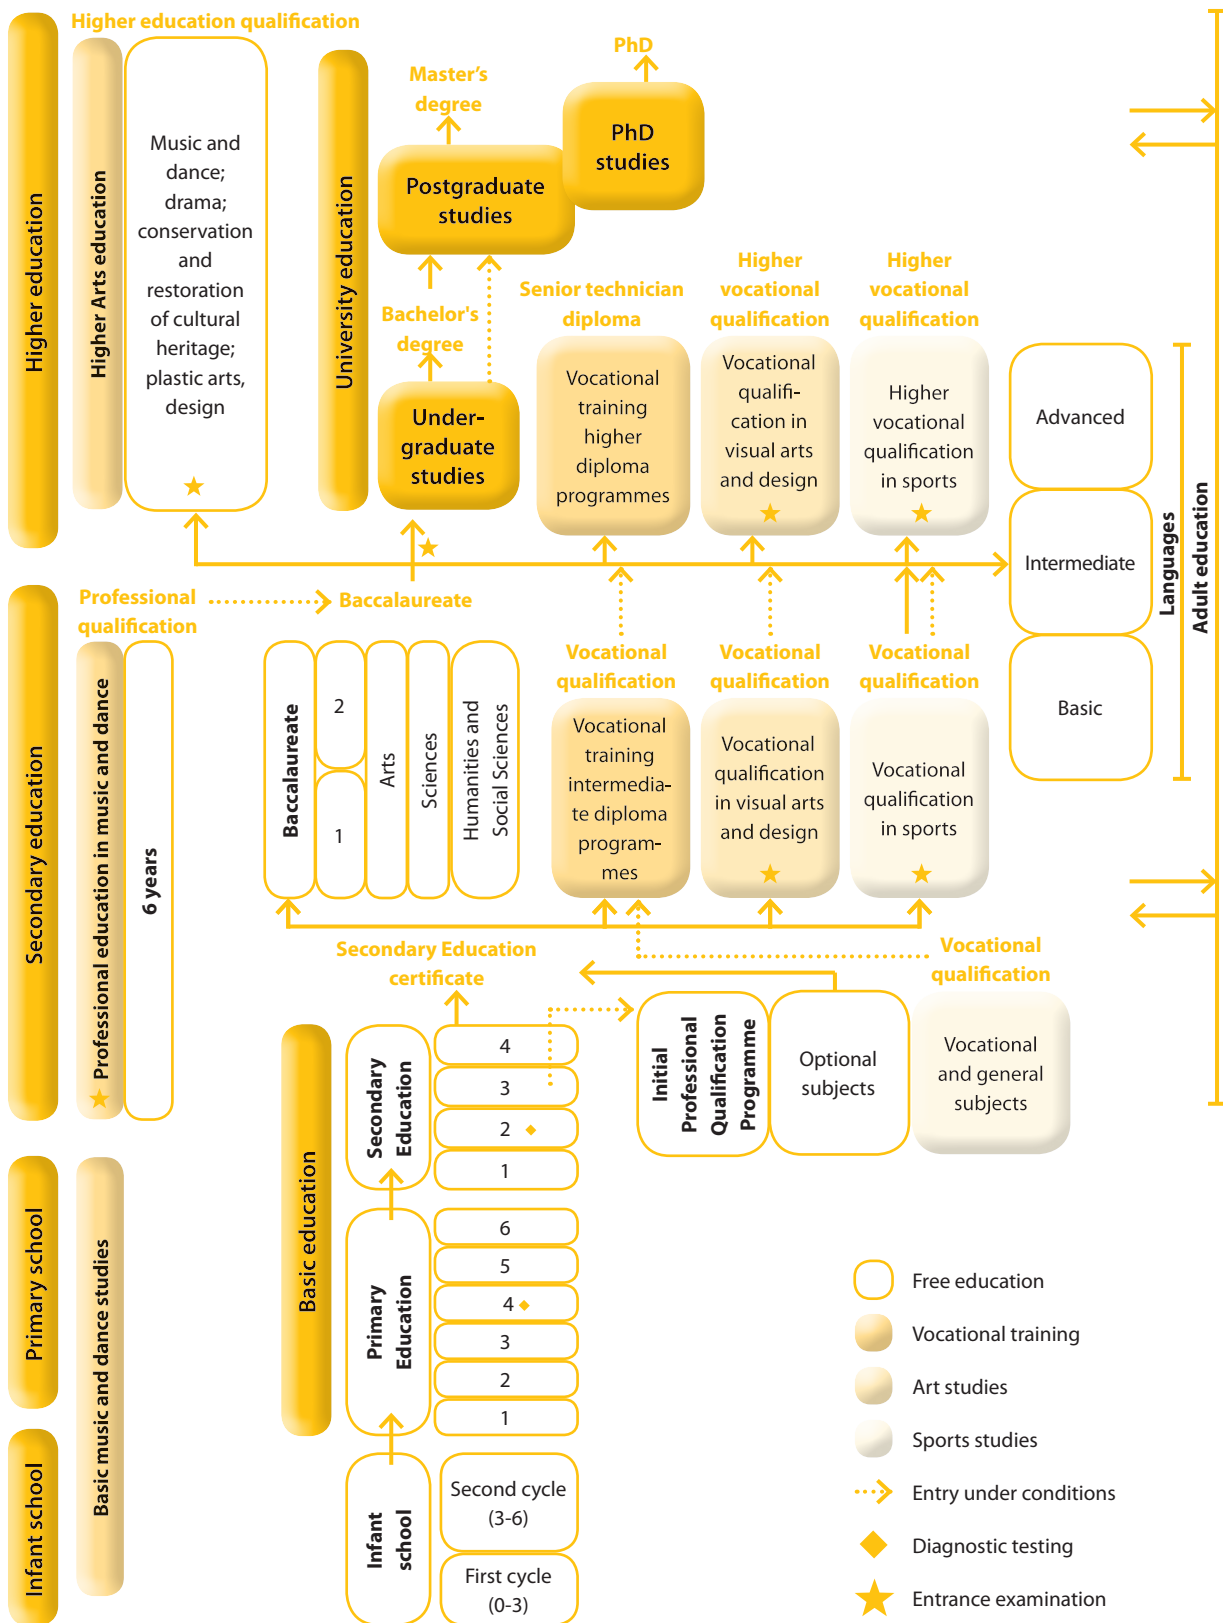 Higher education qualification
Higher education
Higher Arts education
Music and
dance;
drama;
conservation
and
restoration
of cultural
heritage;
plastic arts,
design
University education
PhD
Master's
degree
PhD
studies
Postgraduate
studies
Bachelor's
degree
Under-
graduate
studies
Senior technician
diploma
Vocational
training
higher
diploma
programmes
Higher
vocational
qualification
Vocational
qualifi-
cation in
visual arts
and design
Higher
vocational
qualification
Higher
vocational
qualification
in sports
Advanced
Intermediate
Basic
Languages
Adult education
Secondary education
Professional
qualification
Baccalaureate
Professional education in music and dance
6 years
Baccalaureate
2
1
Arts
Sciences
Humanities and
Social Sciences
Vocational
qualification
Vocational
training
intermedia-
te diploma
program-
mes
Vocational
qualification
Vocational
qualification
in visual arts
and design
Vocational
qualification
Vocational
qualification
in sports
Secondary Education
certificate
Vocational
qualification
Basic education
Secondary
Education
4
3
2
1
Initial
Professional
Qualification
Programme
Optional
subjects
Vocational
and general
subjects
Primary school
Basic music and dance studies
Primary
Education
6
5
4
3
2
1
Infant school
Infant
school
Second cycle
(3-6)
First cycle
(0-3)
Free education
Vocational training
Art studies
Sports studies
Entry under conditions
Diagnostic testing
Entrance examination